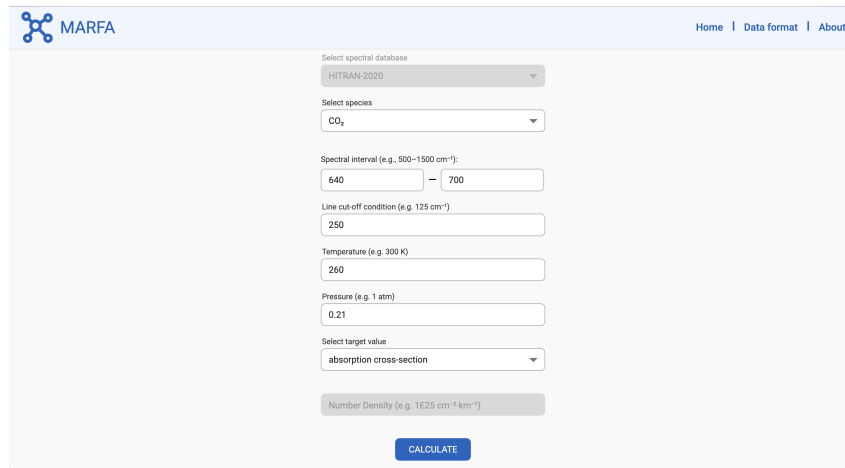 MARFA
Home | Data format | About
Select spectral database
HITRAN-2020
Select species
CO₂
Spectral interval (e.g., 500–1500 cm⁻¹):
640 – 700
Line cut-off condition (e.g. 125 cm⁻¹)
250
Temperature (e.g. 300 K)
260
Pressure (e.g. 1 atm)
0.21
Select target value
absorption cross-section
Number Density (e.g. 1E25 cm⁻²·km⁻¹)
CALCULATE